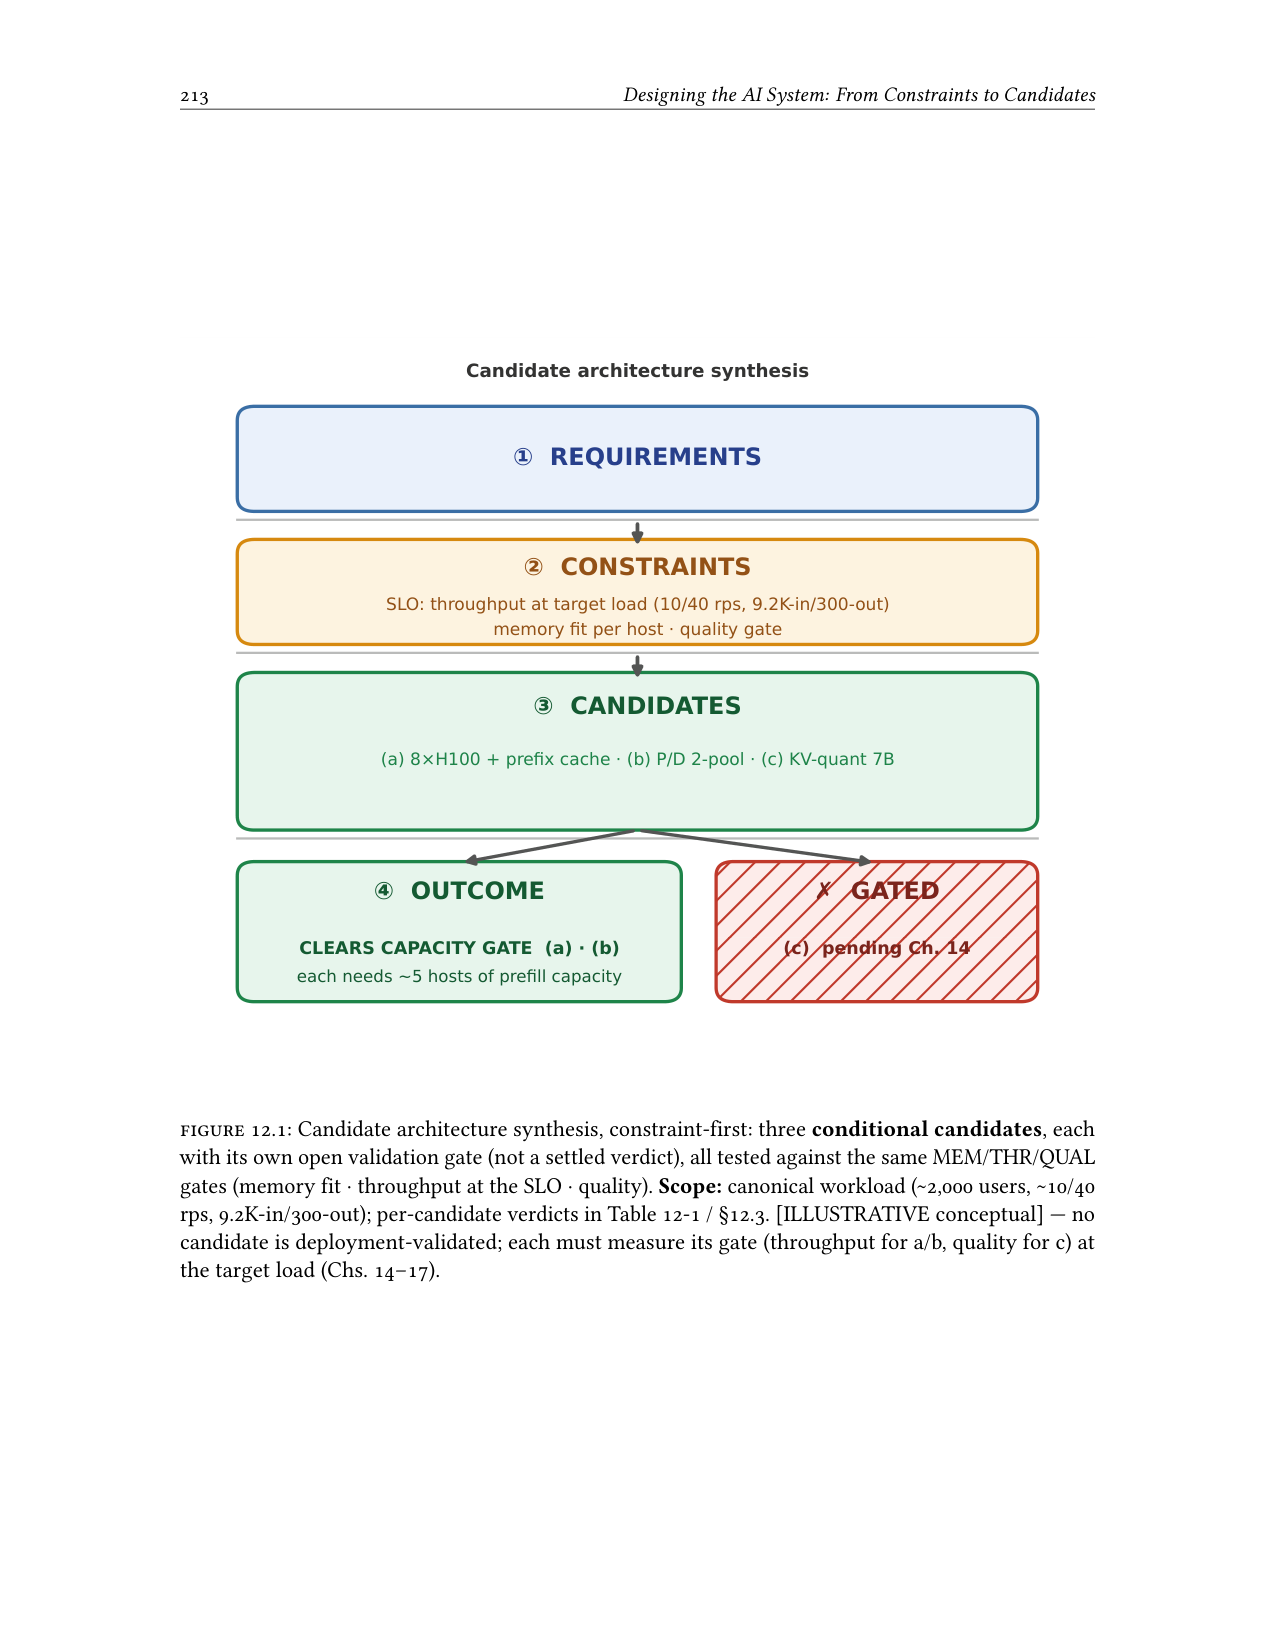 213
Designing the AI System: From Constraints to Candidates
Candidate architecture synthesis
① REQUIREMENTS
② CONSTRAINTS
SLO: throughput at target load (10/40 rps, 9.2K-in/300-out)
memory fit per host · quality gate
③ CANDIDATES
(a) 8×H100 + prefix cache · (b) P/D 2-pool · (c) KV-quant 7B
④ OUTCOME
CLEARS CAPACITY GATE (a) · (b)
each needs ~5 hosts of prefill capacity
✗ GATED
(c) pending Ch. 14
FIGURE 12.1: Candidate architecture synthesis, constraint-first: three conditional candidates, each
with its own open validation gate (not a settled verdict), all tested against the same MEM/THR/QUAL
gates (memory fit · throughput at the SLO · quality). Scope: canonical workload (~2,000 users, ~10/40
rps, 9.2K-in/300-out); per-candidate verdicts in Table 12-1 / §12.3. [ILLUSTRATIVE conceptual] — no
candidate is deployment-validated; each must measure its gate (throughput for a/b, quality for c) at
the target load (Chs. 14–17).